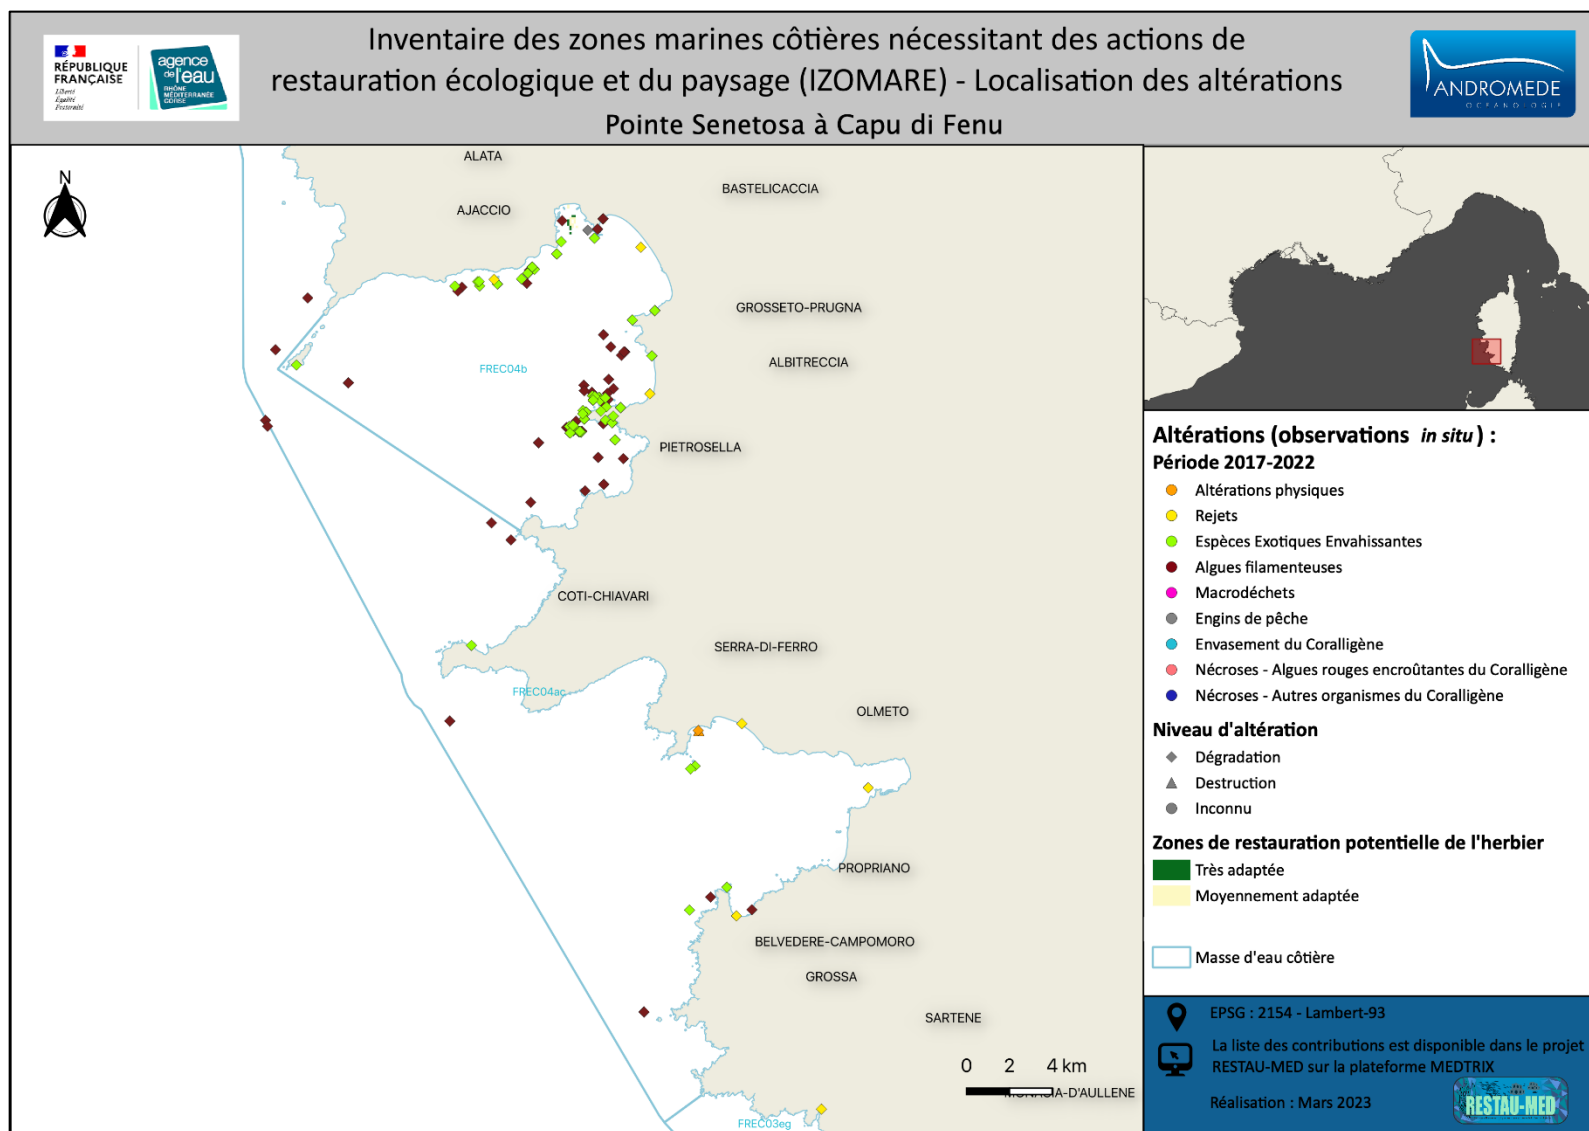 Inventaire des zones marines côtières nécessitant des actions de
restauration écologique et du paysage (IZOMARE) - Localisation des altérations
Pointe Senetosa à Capu di Fenu
RÉPUBLIQUE
FRANÇAISE
Liberté
Égalité
Fraternité
agence
de l'eau
RHÔNE
MÉDITERRANÉE
CORSE
ANDROMEDE
OCEANOLOGIE
N
ALATA
BASTELICACCIA
AJACCIO
GROSSETO-PRUGNA
ALBITRECCIA
FREC04b
PIETROSELLA
COTI-CHIAVARI
SERRA-DI-FERRO
FREC04ac
OLMETO
PROPRIANO
BELVEDERE-CAMPOMORO
GROSSA
SARTENE
0 2 4 km
MONACIA-D'AULLENE
FREC03eg
Altérations (observations in situ) :
Période 2017-2022
Altérations physiques
Rejets
Espèces Exotiques Envahissantes
Algues filamenteuses
Macrodéchets
Engins de pêche
Envasement du Coralligène
Nécroses - Algues rouges encroûtantes du Coralligène
Nécroses - Autres organismes du Coralligène
Niveau d'altération
Dégradation
Destruction
Inconnu
Zones de restauration potentielle de l'herbier
Très adaptée
Moyennement adaptée
Masse d'eau côtière
EPSG : 2154 - Lambert-93
La liste des contributions est disponible dans le projet
RESTAU-MED sur la plateforme MEDTRIX
Réalisation : Mars 2023
RESTAU-MED